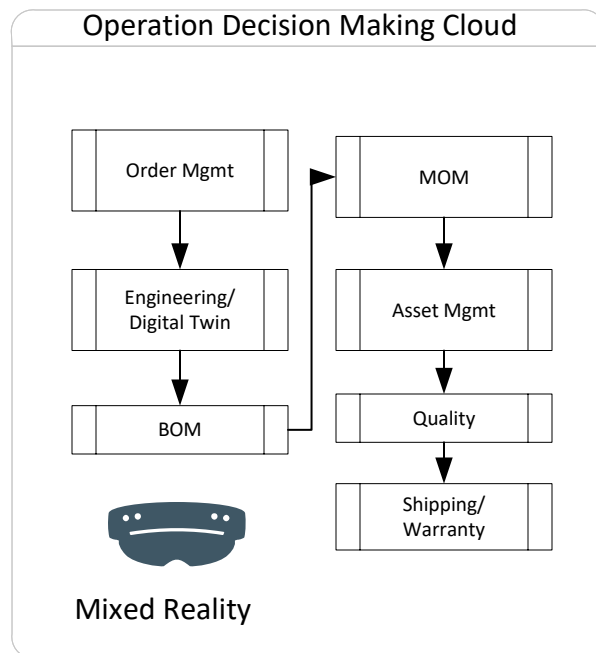 Operation Decision Making Cloud
Order Mgmt
Engineering/
Digital Twin
BOM
MOM
Asset Mgmt
Quality
Shipping/
Warranty
Mixed Reality